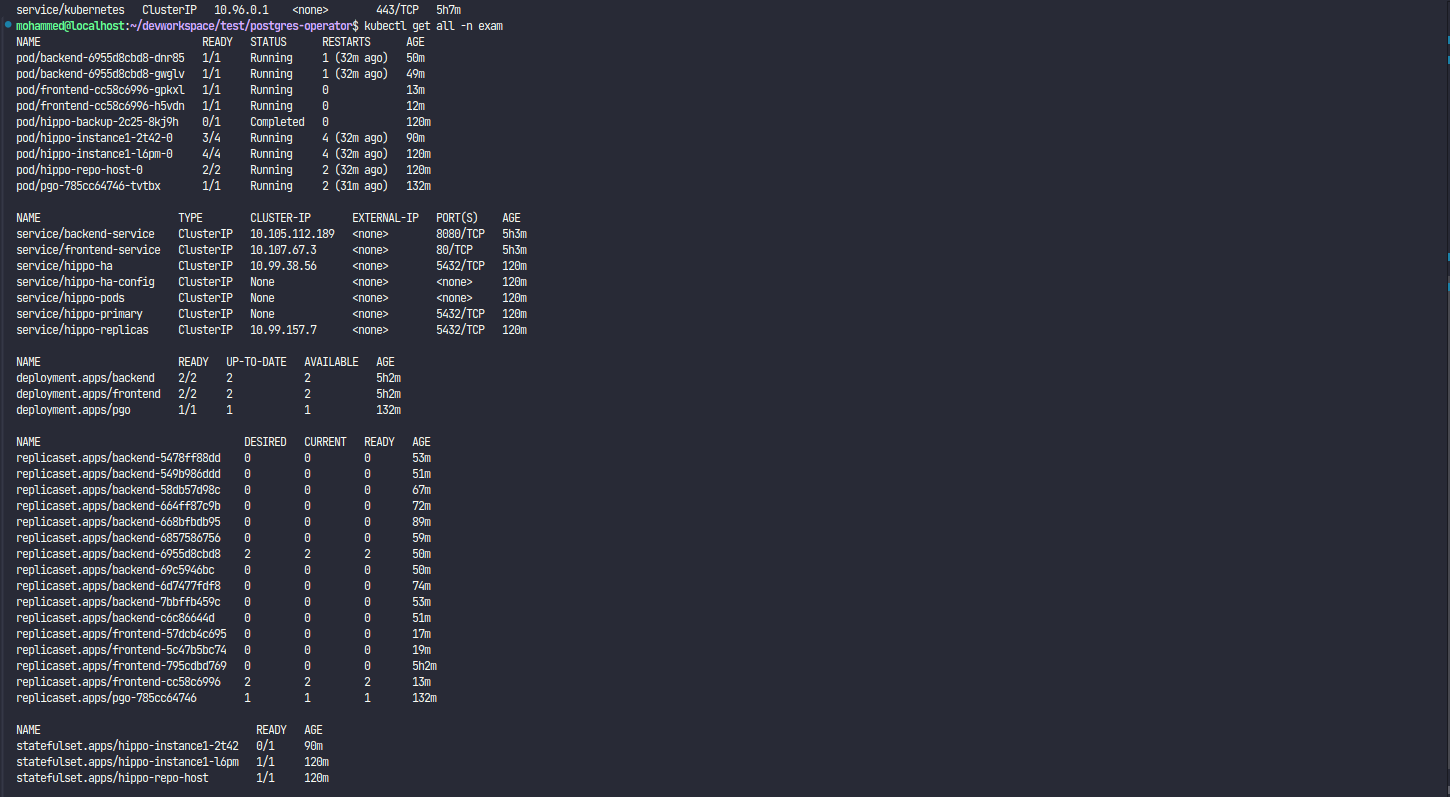 service/kubernetes   ClusterIP   10.96.0.1    <none>        443/TCP   5h7m
mohammed@localhost:~/devworkspace/test/postgres-operator$ kubectl get all -n exam
NAME                           READY   STATUS      RESTARTS      AGE
pod/backend-6955d8cbd8-dnr85   1/1     Running     1 (32m ago)   50m
pod/backend-6955d8cbd8-gwglv   1/1     Running     1 (32m ago)   49m
pod/frontend-cc58c6996-gpkxl   1/1     Running     0             13m
pod/frontend-cc58c6996-h5vdn   1/1     Running     0             12m
pod/hippo-backup-2c25-8kj9h    0/1     Completed   0             120m
pod/hippo-instance1-2t42-0     3/4     Running     4 (32m ago)   90m
pod/hippo-instance1-l6pm-0     4/4     Running     4 (32m ago)   120m
pod/hippo-repo-host-0          2/2     Running     2 (32m ago)   120m
pod/pgo-785cc64746-tvtbx       1/1     Running     2 (31m ago)   132m
NAME                       TYPE        CLUSTER-IP       EXTERNAL-IP   PORT(S)    AGE
service/backend-service    ClusterIP   10.105.112.189   <none>        8080/TCP   5h3m
service/frontend-service   ClusterIP   10.107.67.3      <none>        80/TCP     5h3m
service/hippo-ha           ClusterIP   10.99.38.56      <none>        5432/TCP   120m
service/hippo-ha-config    ClusterIP   None             <none>        <none>     120m
service/hippo-pods         ClusterIP   None             <none>        <none>     120m
service/hippo-primary      ClusterIP   None             <none>        5432/TCP   120m
service/hippo-replicas     ClusterIP   10.99.157.7      <none>        5432/TCP   120m
NAME                       READY   UP-TO-DATE   AVAILABLE   AGE
deployment.apps/backend    2/2     2            2           5h2m
deployment.apps/frontend   2/2     2            2           5h2m
deployment.apps/pgo        1/1     1            1           132m
NAME                                  DESIRED   CURRENT   READY   AGE
replicaset.apps/backend-5478ff88dd    0         0         0       53m
replicaset.apps/backend-549b986ddd    0         0         0       51m
replicaset.apps/backend-58db57d98c    0         0         0       67m
replicaset.apps/backend-664ff87c9b    0         0         0       72m
replicaset.apps/backend-668bfbdb95    0         0         0       89m
replicaset.apps/backend-6857586756    0         0         0       59m
replicaset.apps/backend-6955d8cbd8    2         2         2       50m
replicaset.apps/backend-69c5946bc     0         0         0       50m
replicaset.apps/backend-6d7477fdf8    0         0         0       74m
replicaset.apps/backend-7bbffb459c    0         0         0       53m
replicaset.apps/backend-c6c86644d     0         0         0       51m
replicaset.apps/frontend-57dcb4c695   0         0         0       17m
replicaset.apps/frontend-5c47b5bc74   0         0         0       19m
replicaset.apps/frontend-795cdbd769   0         0         0       5h2m
replicaset.apps/frontend-cc58c6996    2         2         2       13m
replicaset.apps/pgo-785cc64746        1         1         1       132m
NAME                                    READY   AGE
statefulset.apps/hippo-instance1-2t42   0/1     90m
statefulset.apps/hippo-instance1-l6pm   1/1     120m
statefulset.apps/hippo-repo-host        1/1     120m